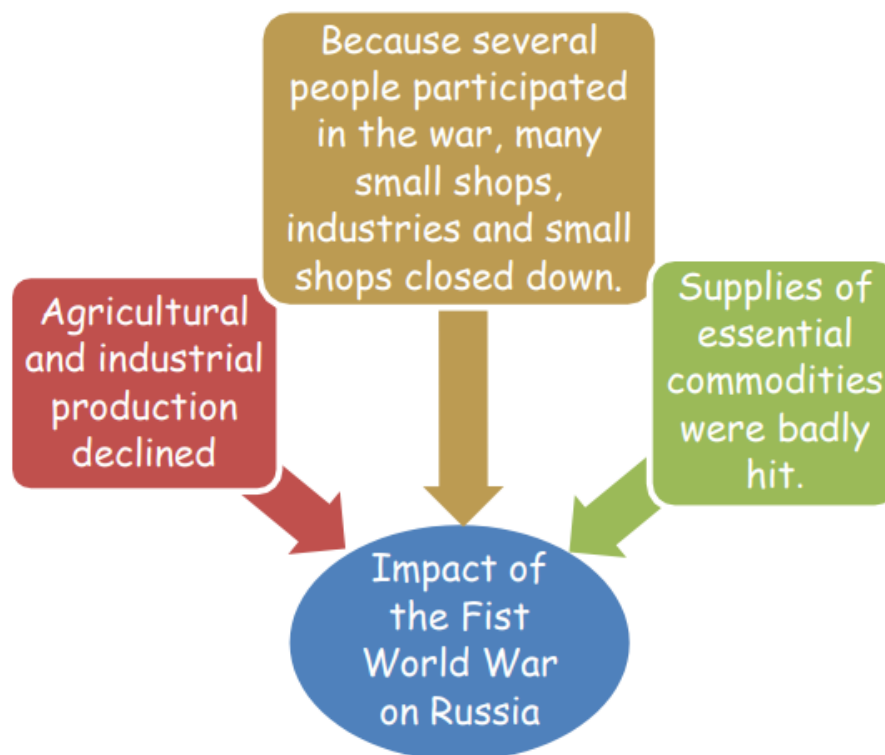 Because several
people participated
in the war, many
small shops,
industries and small
shops closed down.
Agricultural
and industrial
production
declined
Supplies of
essential
commodities
were badly
hit.
Impact of
the Fist
World War
on Russia